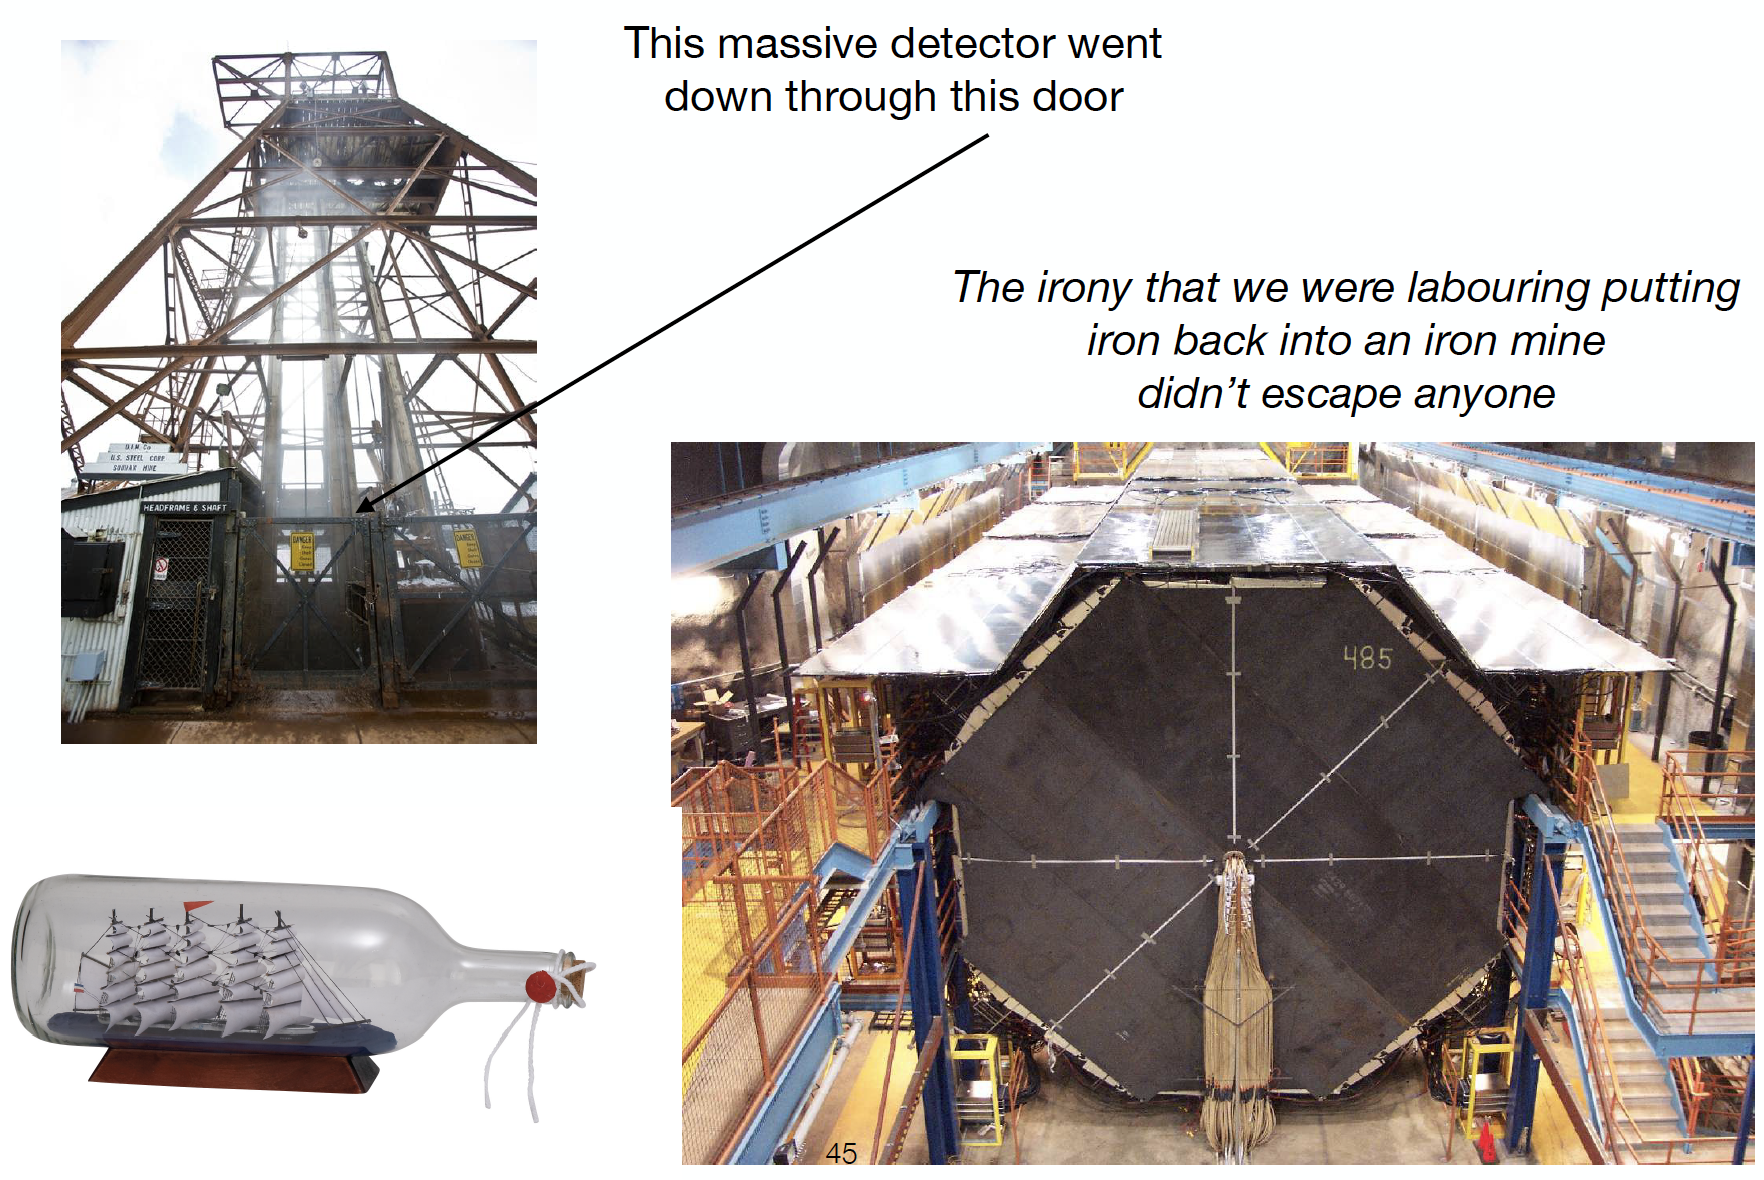 This massive detector went
down through this door
The irony that we were labouring putting
iron back into an iron mine
didn't escape anyone
U.S. STEEL CORP
SOUDAN MINE
HEADFRAME & SHAFT
DANGER
DANGER
485
45